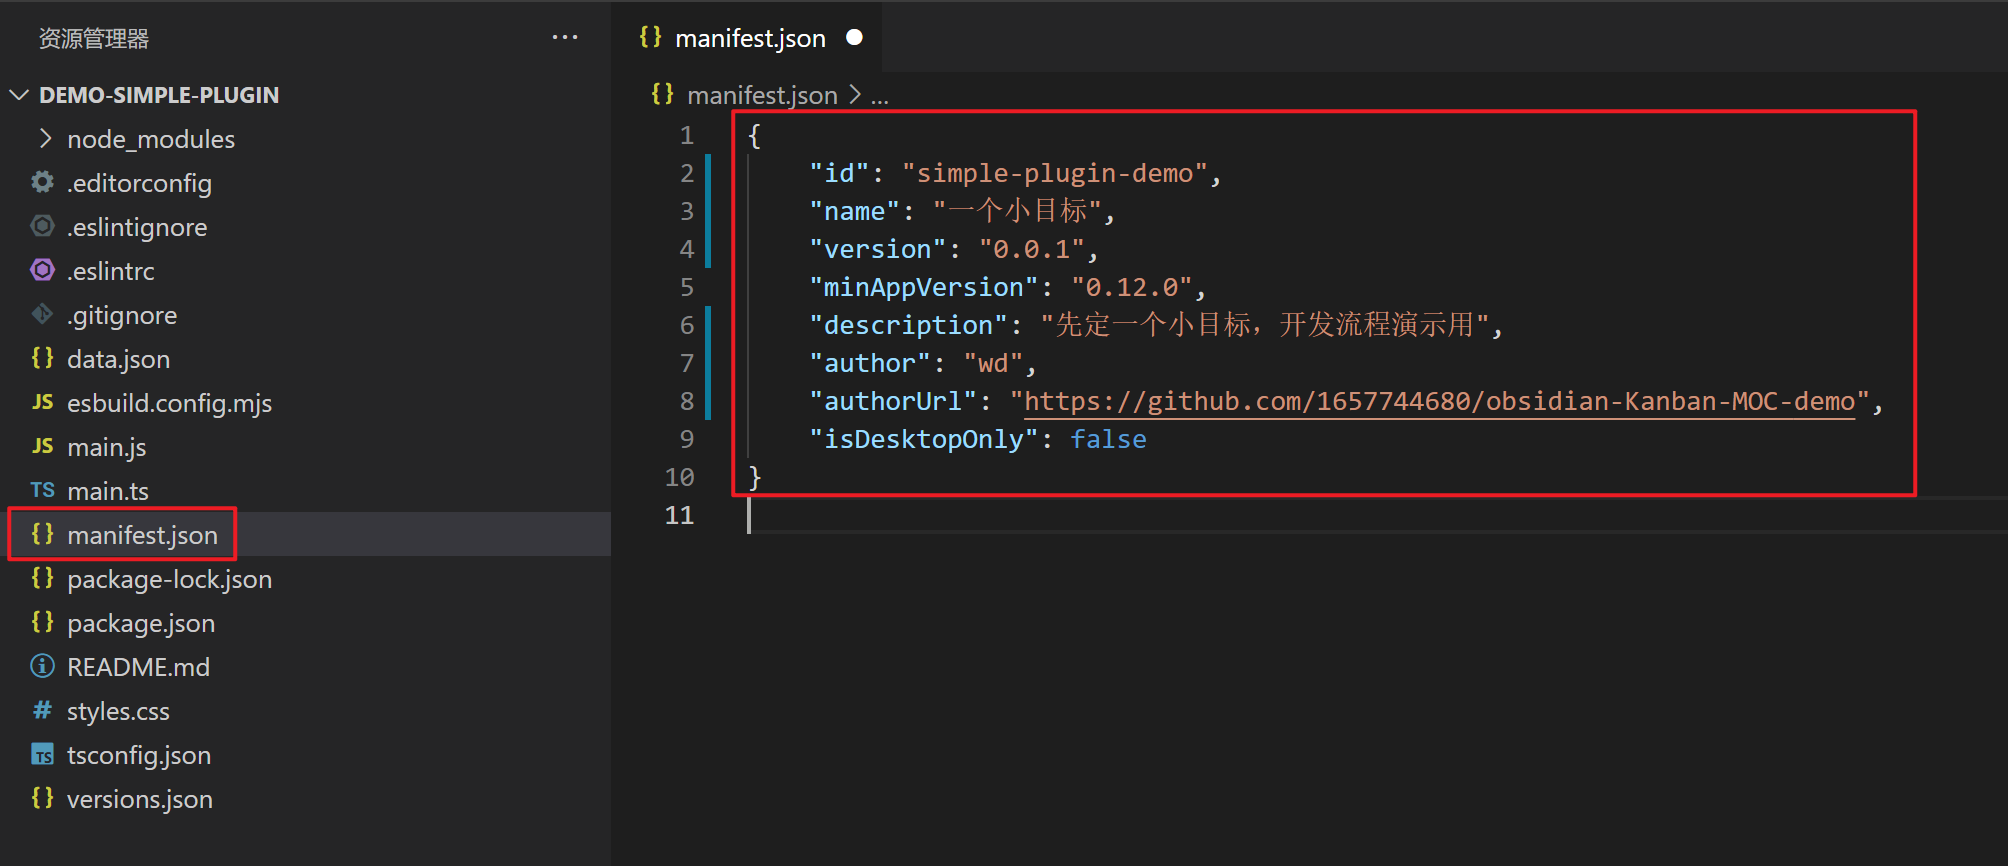 资源管理器
···
DEMO-SIMPLE-PLUGIN
node_modules
.editorconfig
.eslintignore
.eslintrc
.gitignore
{} data.json
JS esbuild.config.mjs
JS main.js
TS main.ts
{} manifest.json
{} package-lock.json
{} package.json
README.md
# styles.css
TS tsconfig.json
{} versions.json
{} manifest.json ●
{} manifest.json > ...
1 {
2 "id": "simple-plugin-demo",
3 "name": "一个小目标",
4 "version": "0.0.1",
5 "minAppVersion": "0.12.0",
6 "description": "先定一个小目标，开发流程演示用",
7 "author": "wd",
8 "authorUrl": "https://github.com/1657744680/obsidian-Kanban-MOC-demo",
9 "isDesktopOnly": false
10 }
11